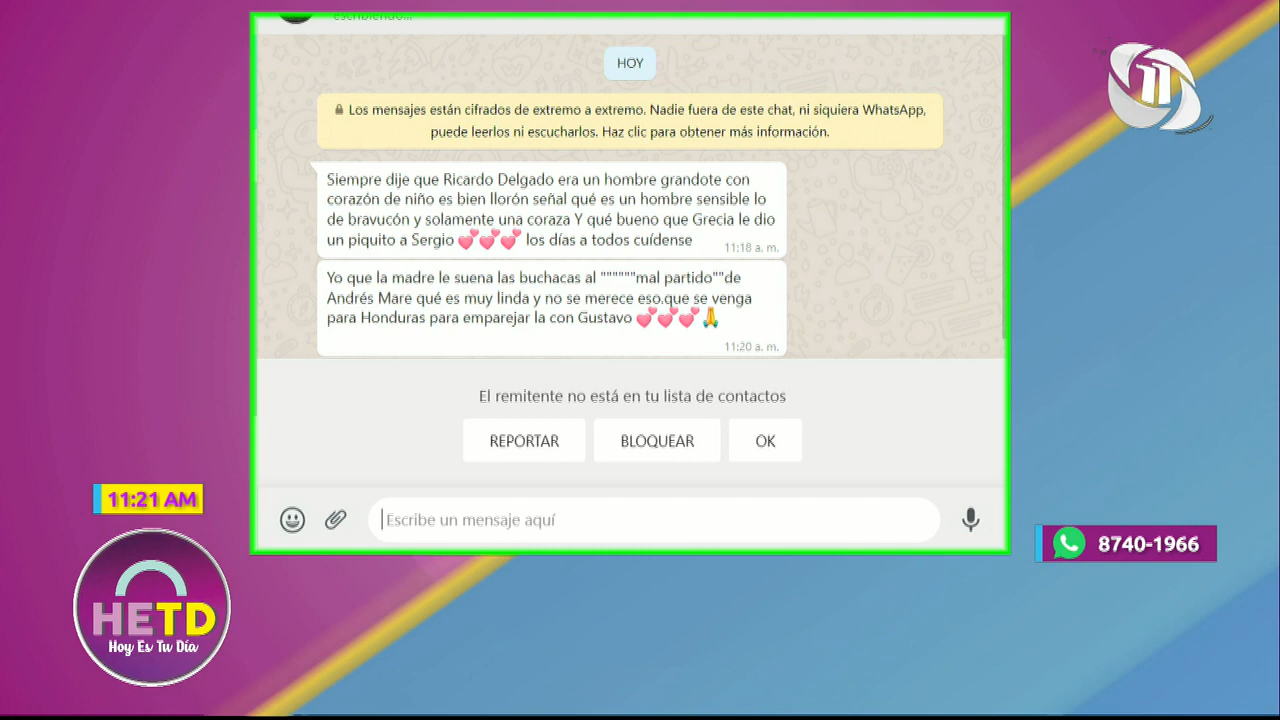 escribiendo...
HOY
Los mensajes están cifrados de extremo a extremo. Nadie fuera de este chat, ni siquiera WhatsApp,
puede leerlos ni escucharlos. Haz clic para obtener más información.
Siempre dije que Ricardo Delgado era un hombre grandote con
corazón de niño es bien llorón señal qué es un hombre sensible lo
de bravucón y solamente una coraza Y qué bueno que Grecia le dio
un piquito a Sergio 💕💕💕 los días a todos cuídense
11:18 a. m.
Yo que la madre le suena las buchacas al """"""mal partido""de
Andrés Mare qué es muy linda y no se merece eso.que se venga
para Honduras para emparejar la con Gustavo 💕💕💕🙏
11:20 a. m.
El remitente no está en tu lista de contactos
REPORTAR BLOQUEAR OK
Escribe un mensaje aquí
11
11:21 AM
HETD
Hoy Es Tu Día
8740-1966